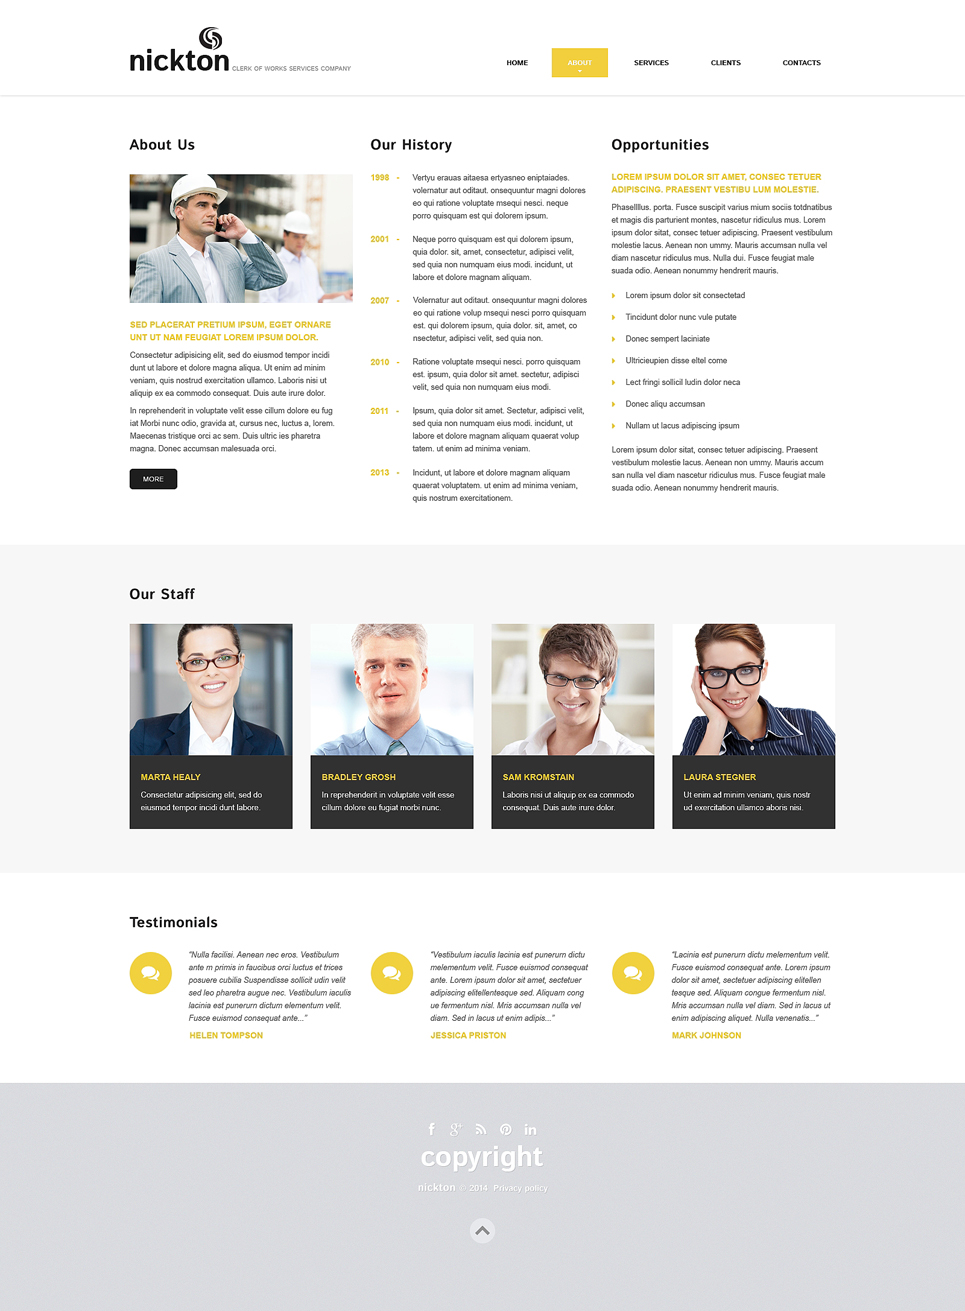 nickton CLERK OF WORKS SERVICES COMPANY
HOME ABOUT SERVICES CLIENTS CONTACTS
About Us
SED PLACERAT PRETIUM IPSUM, EGET ORNARE
UNT UT NAM FEUGIAT LOREM IPSUM DOLOR.
Consectetur adipisicing elit, sed do eiusmod tempor incidi
dunt ut labore et dolore magna aliqua. Ut enim ad minim
veniam, quis nostrud exercitation ullamco. Laboris nisi ut
aliquip ex ea commodo consequat. Duis aute irure dolor.
In reprehenderit in voluptate velit esse cillum dolore eu fug
iat Morbi nunc odio, gravida at, cursus nec, luctus a, lorem.
Maecenas tristique orci ac sem. Duis ultric ies pharetra
magna. Donec accumsan malesuada orci.
MORE
Our History
1998 - Vertyu erauas aitaesa ertyasneo eniptaiades.
volernatur aut oditaut. onsequuntur magni dolores
eo qui ratione voluptate msequi nesci. neque
porro quisquam est qui dolorem ipsum.
2001 - Neque porro quisquam est qui dolorem ipsum,
quia dolor. sit, amet, consectetur, adipisci velit,
sed quia non numquam eius modi. incidunt, ut
labore et dolore magnam aliquam.
2007 - Volernatur aut oditaut. onsequuntur magni dolores
eo qui ratione volup msequi nesci porro quisquam
est. qui dolorem ipsum, quia dolor. sit, amet, co
nsectetur, adipisci velit, sed quia non.
2010 - Ratione voluptate msequi nesci. porro quisquam
est. ipsum, quia dolor sit amet. sectetur, adipisci
velit, sed quia non numquam eius modi.
2011 - Ipsum, quia dolor sit amet. Sectetur, adipisci velit,
sed quia non numquam eius modi. incidunt, ut
labore et dolore magnam aliquam quaerat volup
tatem. ut enim ad minima veniam.
2013 - Incidunt, ut labore et dolore magnam aliquam
quaerat voluptatem. ut enim ad minima veniam,
quis nostrum exercitationem.
Opportunities
LOREM IPSUM DOLOR SIT AMET, CONSEC TETUER
ADIPISCING. PRAESENT VESTIBU LUM MOLESTIE.
Phasellllus. porta. Fusce suscipit varius mium sociis totdnatibus
et magis dis parturient montes, nascetur ridiculus mus. Lorem
ipsum dolor sitat, consec tetuer adipiscing. Praesent vestibulum
molestie lacus. Aenean non ummy. Mauris accumsan nulla vel
diam nascetur ridiculus mus. Nulla dui. Fusce feugiat male
suada odio. Aenean nonummy hendrerit mauris.
Lorem ipsum dolor sit consectetad
Tincidunt dolor nunc vule putate
Donec sempert laciniate
Ultricieupien disse eltel come
Lect fringi sollicil ludin dolor neca
Donec aliqu accumsan
Nullam ut lacus adipiscing ipsum
Lorem ipsum dolor sitat, consec tetuer adipiscing. Praesent
vestibulum molestie lacus. Aenean non ummy. Mauris accum
san nulla vel diam nascetur ridiculus mus. Fusce feugiat male
suada odio. Aenean nonummy hendrerit mauris.
Our Staff
MARTA HEALY
Consectetur adipisicing elit, sed do
eiusmod tempor incidi dunt labore.
BRADLEY GROSH
In reprehenderit in voluptate velit esse
cillum dolore eu fugiat morbi nunc.
SAM KROMSTAIN
Laboris nisi ut aliquip ex ea commodo
consequat. Duis aute irure dolor.
LAURA STEGNER
Ut enim ad minim veniam, quis nostr
ud exercitation ullamco aboris nisi.
Testimonials
"Nulla facilisi. Aenean nec eros. Vestibulum
ante m primis in faucibus orci luctus et trices
posuere cubilia Suspendisse sollicit udin velit
sed leo pharetra augue nec. Vestibulum iaculis
lacinia est punerum dictum elementum velit.
Fusce euismod consequat ante..."
HELEN TOMPSON
"Vestibulum iaculis lacinia est punerum dictu
melementum velit. Fusce euismod consequat
ante. Lorem ipsum dolor sit amet, sectetuer
adipiscing elitellentesque sed. Aliquam cong
ue fermentum nisl. Mris accumsan nulla vel
diam. Sed in lacus ut enim adipis..."
JESSICA PRISTON
"Lacinia est punerum dictu melementum velit.
Fusce euismod consequat ante. Lorem ipsum
dolor sit amet, sectetuer adipiscing elitellen
tesque sed. Aliquam congue fermentum nisl.
Mris accumsan nulla vel diam. Sed in lacus ut
enim adipiscing aliquet. Nulla venenatis..."
MARK JOHNSON
copyright
nickton © 2014 Privacy policy